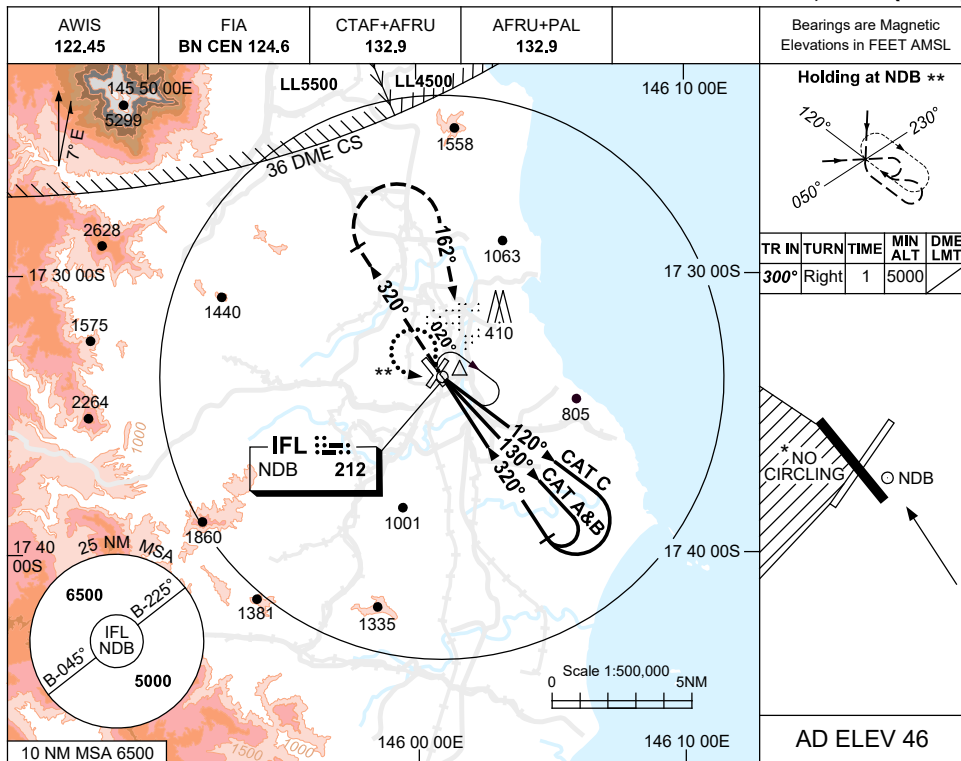 AWIS
122.45
FIA
BN CEN 124.6
CTAF+AFRU
132.9
AFRU+PAL
132.9
Bearings are Magnetic
Elevations in FEET AMSL
145 50 00E
LL5500
LL4500
146 10 00E
5299
7° E
36 DME CS
1558
Holding at NDB **
120°
230°
050°
TR IN TURN TIME MIN ALT DME LMT
300° Right 1 5000
2628
17 30 00S
162°
1063
17 30 00S
320°
1440
410
1575
020°
**
2264
1000
805
IFL
NDB 212
120° CAT C
130° CAT A&B
320°
* NO
CIRCLING
NDB
1001
1860
17 40
00S
17 40 00S
25 NM MSA
6500
B-225°
IFL
NDB
B-045°
5000
1381
1335
Scale 1:500,000
0 5NM
1500
1000
10 NM MSA 6500
146 00 00E
146 10 00E
AD ELEV 46